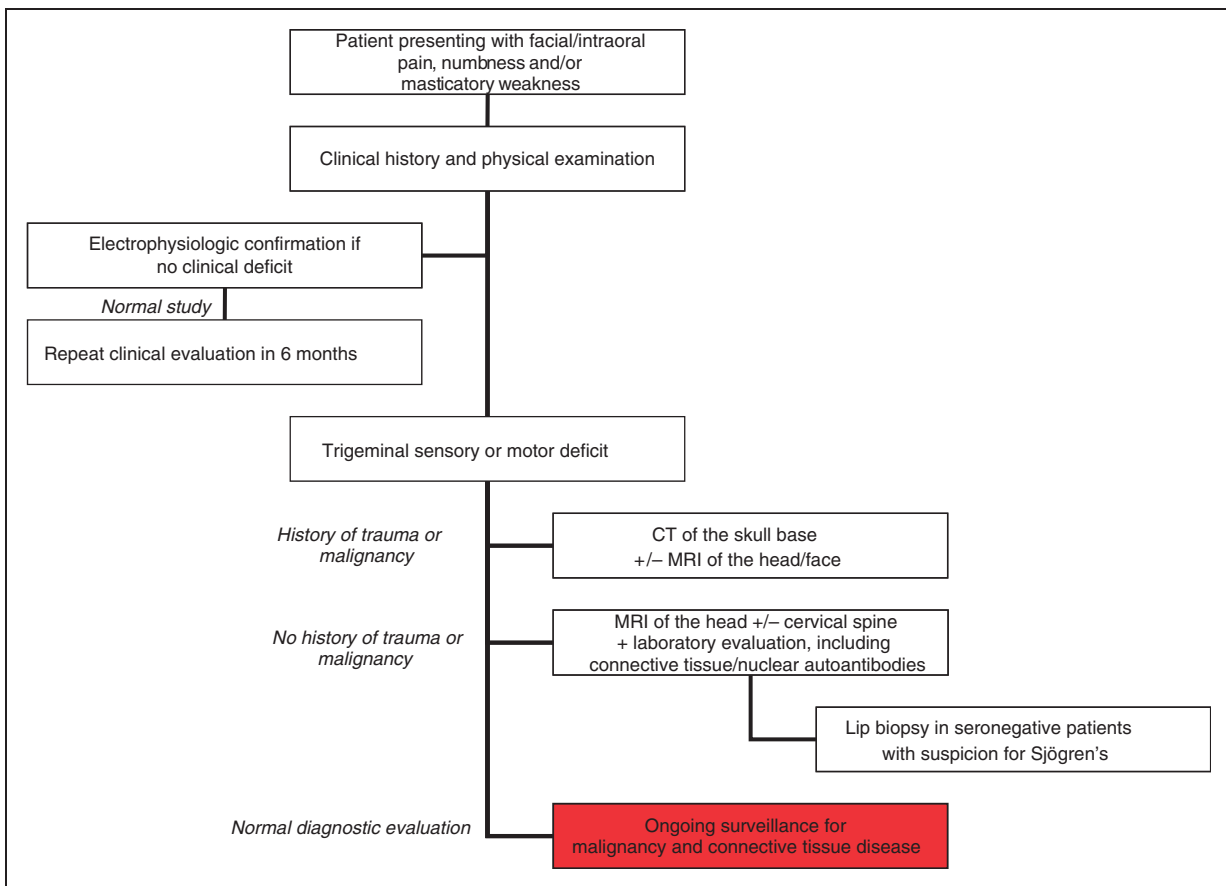 Patient presenting with facial/intraoral
pain, numbness and/or
masticatory weakness
Clinical history and physical examination
Electrophysiologic confirmation if
no clinical deficit
Normal study
Repeat clinical evaluation in 6 months
Trigeminal sensory or motor deficit
History of trauma or
malignancy
CT of the skull base
+/– MRI of the head/face
No history of trauma or
malignancy
MRI of the head +/– cervical spine
+ laboratory evaluation, including
connective tissue/nuclear autoantibodies
Lip biopsy in seronegative patients
with suspicion for Sjögren's
Normal diagnostic evaluation
Ongoing surveillance for
malignancy and connective tissue disease